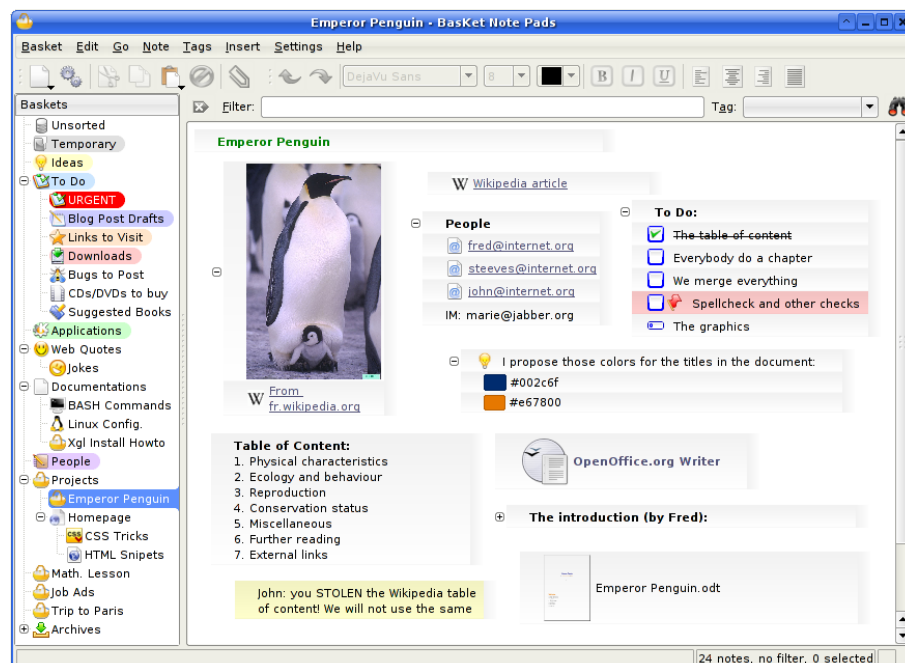 Emperor Penguin - BasKet Note Pads
Basket Edit Go Note Tags Insert Settings Help
DejaVu Sans 8 B I U
Baskets
Filter: Tag:
Unsorted
Temporary
Ideas
To Do
URGENT
Blog Post Drafts
Links to Visit
Downloads
Bugs to Post
CDs/DVDs to buy
Suggested Books
Applications
Web Quotes
Jokes
Documentations
BASH Commands
Linux Config.
Xgl Install Howto
People
Projects
Emperor Penguin
Homepage
CSS Tricks
HTML Snipets
Math. Lesson
Job Ads
Trip to Paris
Archives
Emperor Penguin
W From
fr.wikipedia.org
W Wikipedia article
People
fred@internet.org
steeves@internet.org
john@internet.org
IM: marie@jabber.org
To Do:
The table of content
Everybody do a chapter
We merge everything
Spellcheck and other checks
The graphics
I propose those colors for the titles in the document:
#002c6f
#e67800
Table of Content:
1. Physical characteristics
2. Ecology and behaviour
3. Reproduction
4. Conservation status
5. Miscellaneous
6. Further reading
7. External links
John: you STOLEN the Wikipedia table
of content! We will not use the same
OpenOffice.org Writer
The introduction (by Fred):
Emperor Penguin.odt
24 notes, no filter, 0 selected